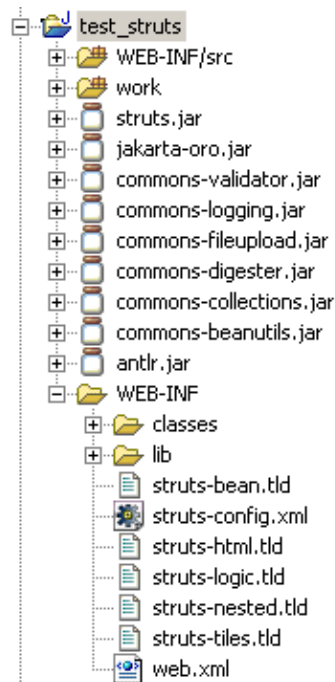 test_struts
WEB-INF/src
work
struts.jar
jakarta-oro.jar
commons-validator.jar
commons-logging.jar
commons-fileupload.jar
commons-digester.jar
commons-collections.jar
commons-beanutils.jar
antlr.jar
WEB-INF
classes
lib
struts-bean.tld
struts-config.xml
struts-html.tld
struts-logic.tld
struts-nested.tld
struts-tiles.tld
web.xml